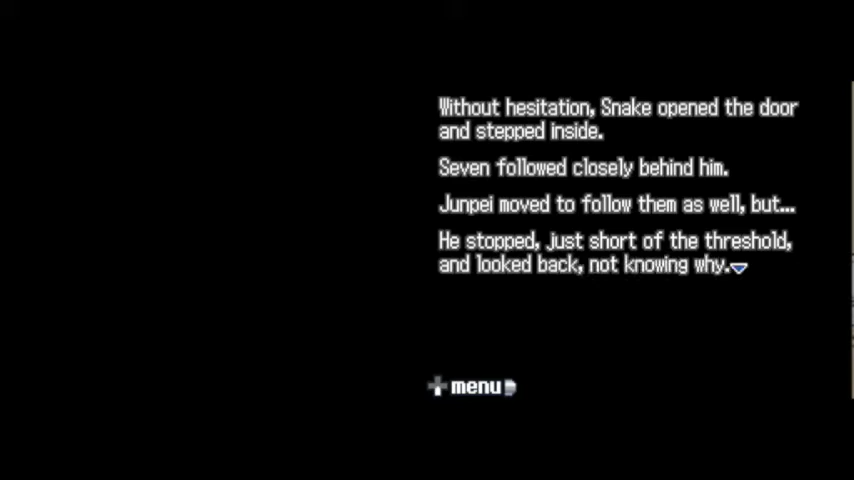 Without hesitation, Snake opened the door
and stepped inside.
Seven followed closely behind him.
Junpei moved to follow them as well, but...
He stopped, just short of the threshold,
and looked back, not knowing why.
menu